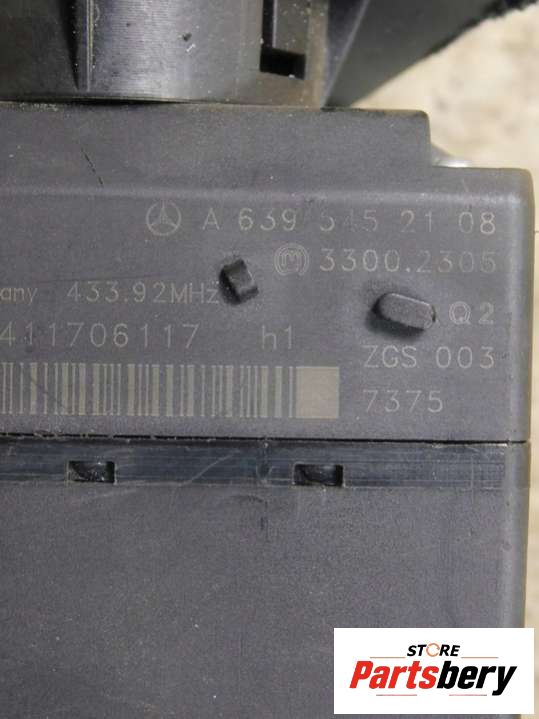 A 639 545 21 08
3300.2305
any 433.92MHz
Q2
411706117 h1
ZGS 003
7375
STORE
Partsbery